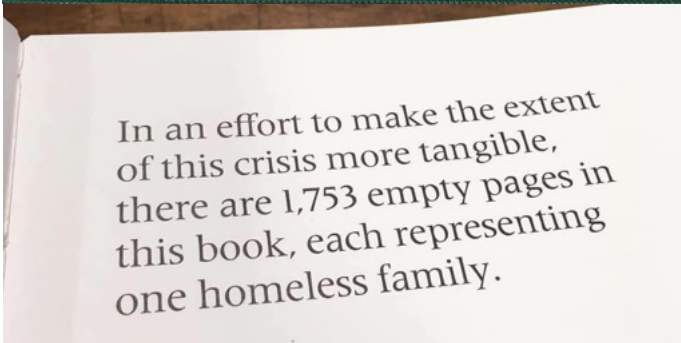 In an effort to make the extent
of this crisis more tangible,
there are 1,753 empty pages in
this book, each representing
one homeless family.